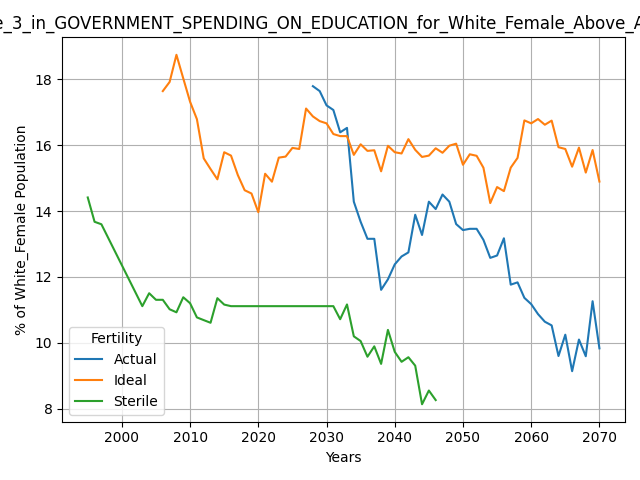 e_3_in_GOVERNMENT_SPENDING_ON_EDUCATION_for_White_Female_Above_A
% of White_Female Population
18
16
14
12
10
8
Fertility
Actual
Ideal
Sterile
2000 2010 2020 2030 2040 2050 2060 2070
Years